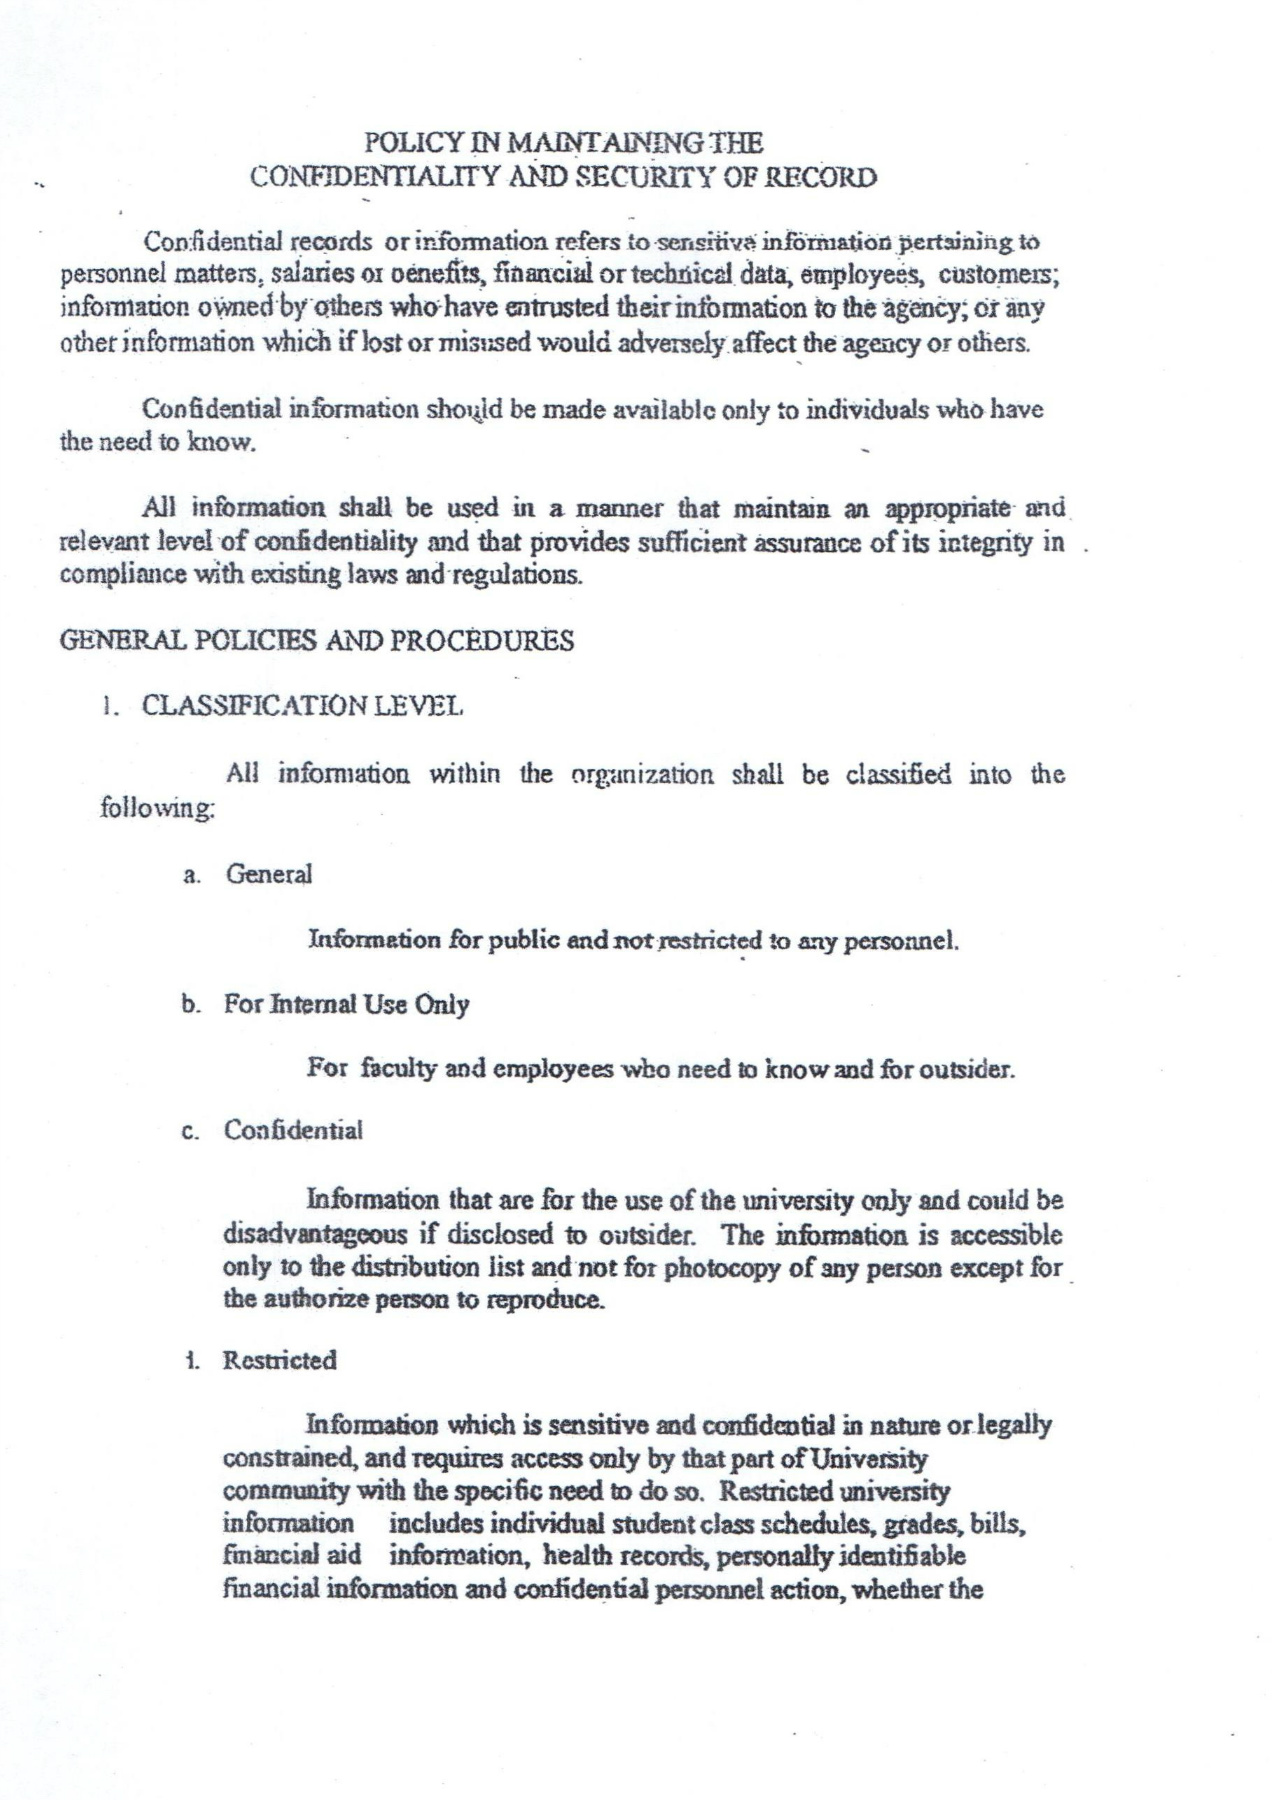 POLICY IN MAINTAINING THE
CONFIDENTIALITY AND SECURITY OF RECORD
Confidential records or information refers to sensitive information pertaining to
personnel matters, salaries or benefits, financial or technical data, employees, customers;
information owned by others who have entrusted their information to the agency; or any
other information which if lost or misused would adversely affect the agency or others.
Confidential information should be made available only to individuals who have
the need to know.
All information shall be used in a manner that maintain an appropriate and
relevant level of confidentiality and that provides sufficient assurance of its integrity in
compliance with existing laws and regulations.
GENERAL POLICIES AND PROCEDURES
1. CLASSIFICATION LEVEL
All information within the organization shall be classified into the
following:
a. General
Information for public and not restricted to any personnel.
b. For Internal Use Only
For faculty and employees who need to know and for outsider.
c. Confidential
Information that are for the use of the university only and could be
disadvantageous if disclosed to outsider. The information is accessible
only to the distribution list and not for photocopy of any person except for
the authorize person to reproduce.
i. Restricted
Information which is sensitive and confidential in nature or legally
constrained, and requires access only by that part of University
community with the specific need to do so. Restricted university
information includes individual student class schedules, grades, bills,
financial aid information, health records, personally identifiable
financial information and confidential personnel action, whether the